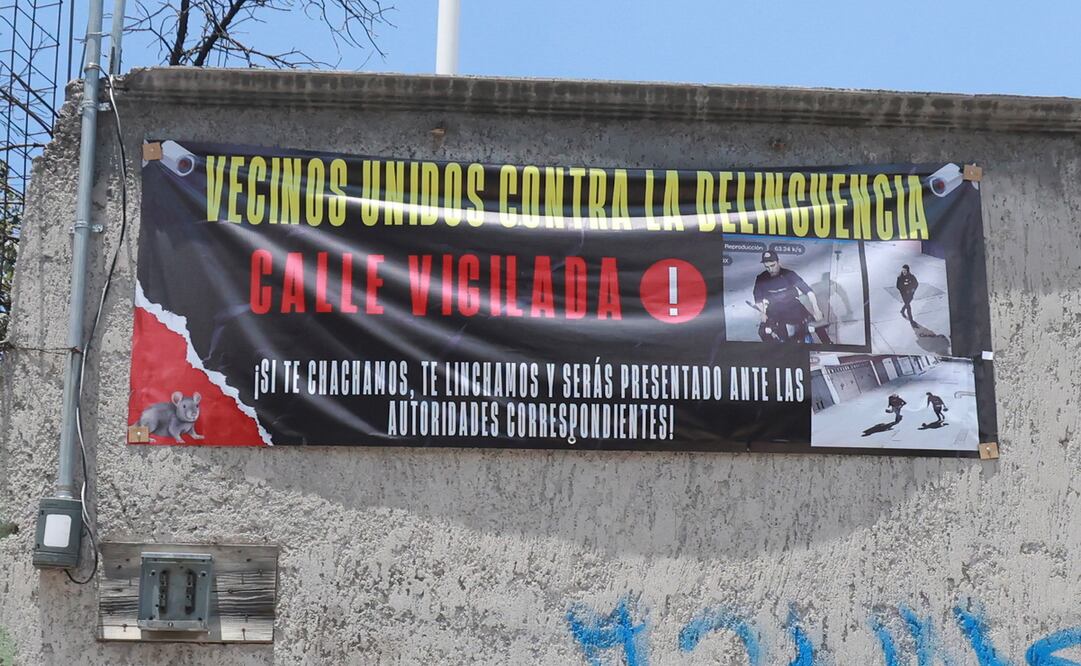 VECINOS UNIDOS CONTRA LA DELINCUENCIA
CALLE VIGILADA !
Reproducción 63.24 k/s
¡SI TE CHACHAMOS, TE LINCHAMOS Y SERÁS PRESENTADO ANTE LAS
AUTORIDADES CORRESPONDIENTES!